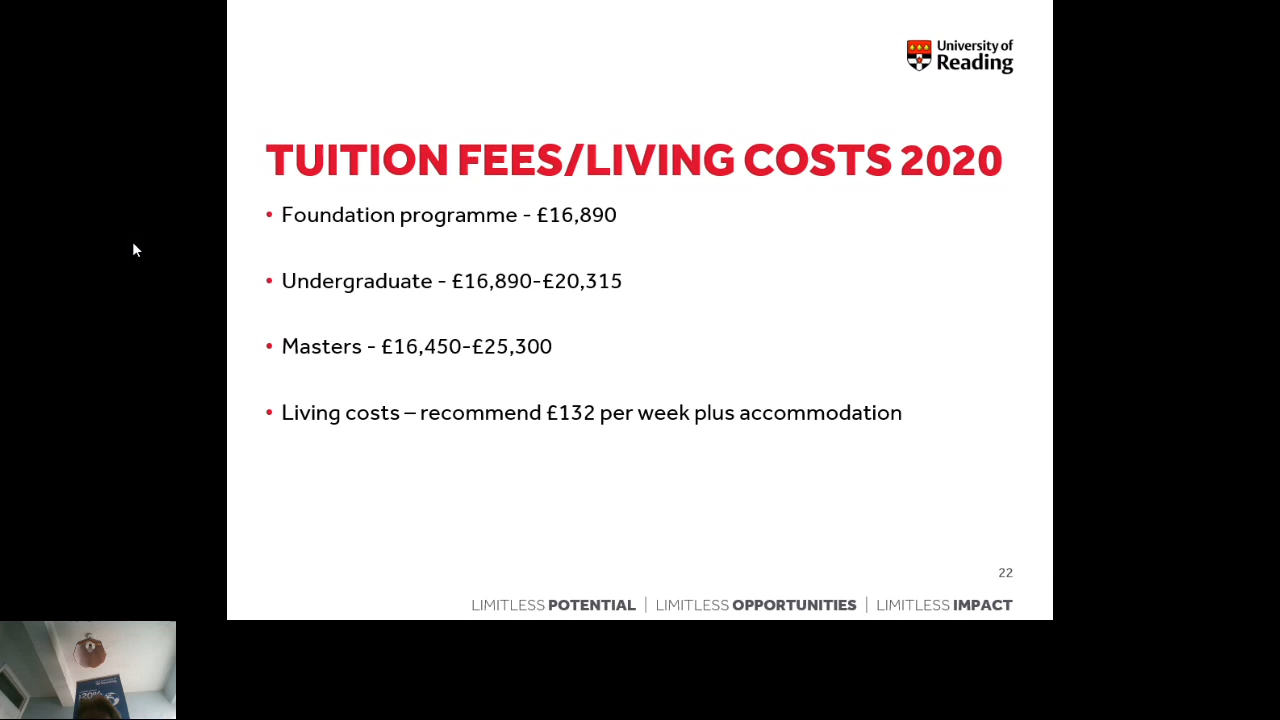 University of
Reading
TUITION FEES/LIVING COSTS 2020
• Foundation programme - £16,890
• Undergraduate - £16,890-£20,315
• Masters - £16,450-£25,300
• Living costs – recommend £132 per week plus accommodation
22
LIMITLESS POTENTIAL | LIMITLESS OPPORTUNITIES | LIMITLESS IMPACT